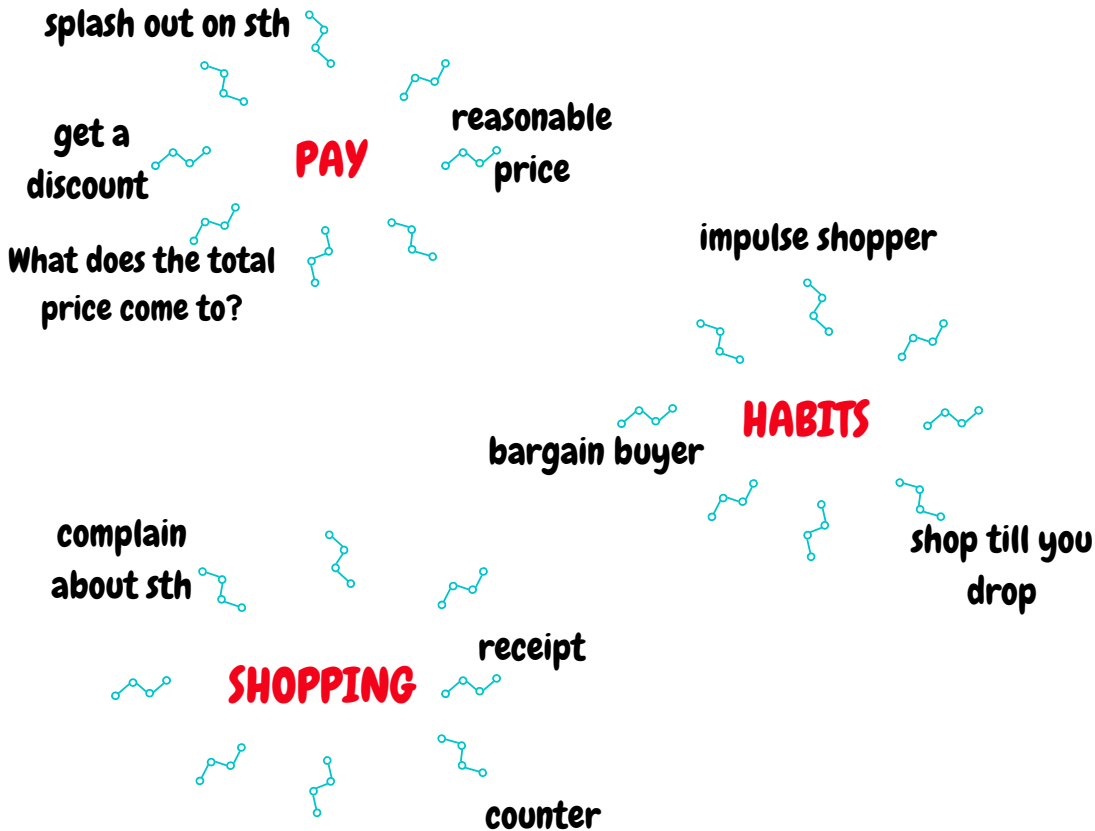 splash out on sth
get a
discount
PAY
reasonable
price
What does the total
price come to?
impulse shopper
HABITS
bargain buyer
shop till you
drop
complain
about sth
receipt
SHOPPING
counter